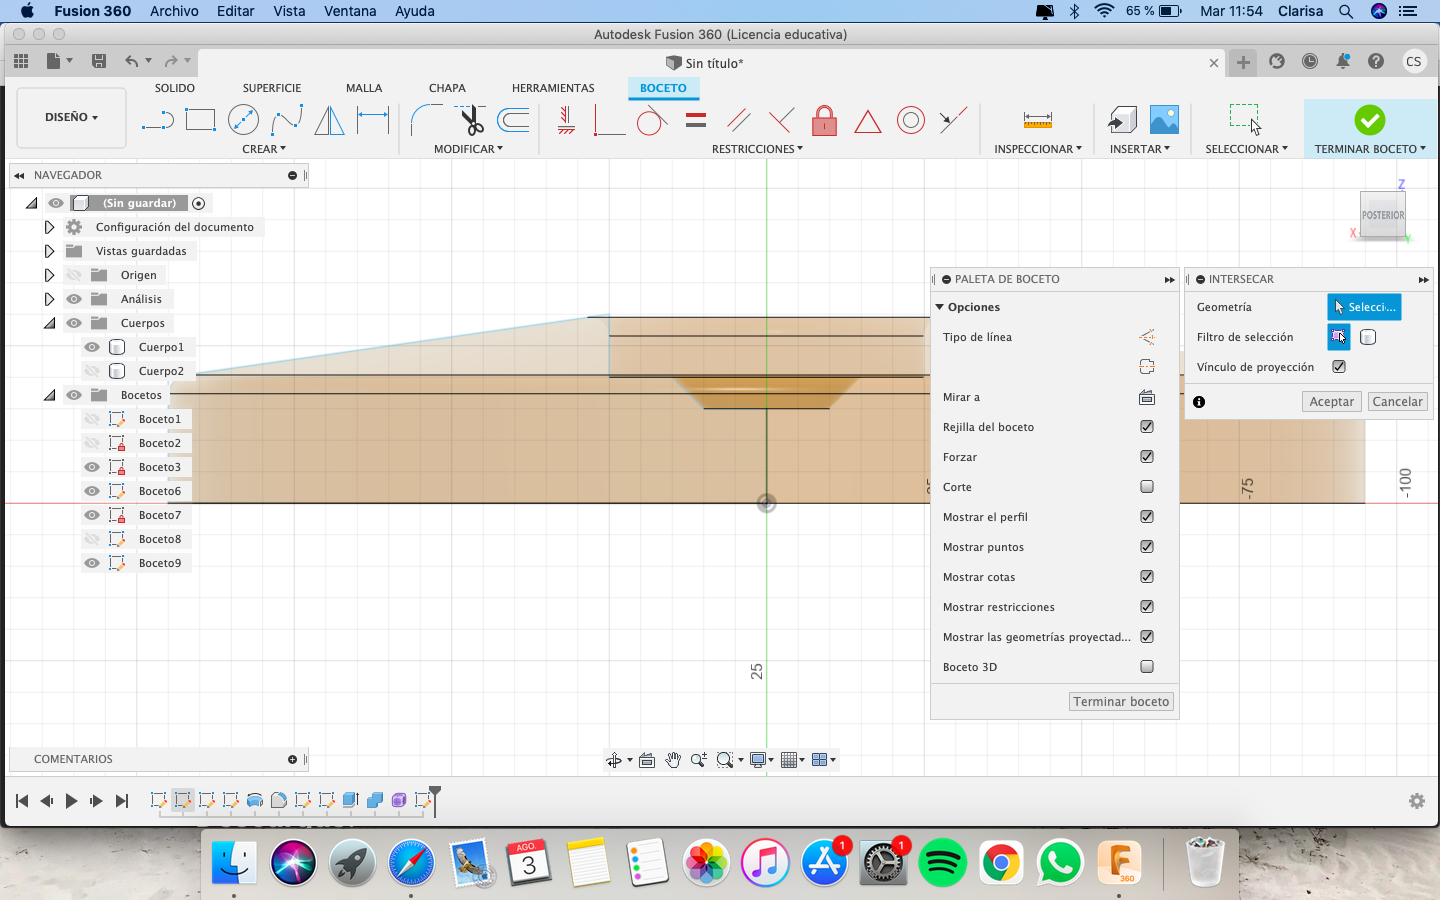 Fusion 360 Archivo Editar Vista Ventana Ayuda 65 % Mar 11:54 Clarisa
Autodesk Fusion 360 (Licencia educativa)
Sin título*
CS
DISEÑO
SOLIDO SUPERFICIE MALLA CHAPA HERRAMIENTAS BOCETO
CREAR MODIFICAR RESTRICCIONES INSPECCIONAR INSERTAR SELECCIONAR TERMINAR BOCETO
NAVEGADOR
(Sin guardar)
Configuración del documento
Vistas guardadas
Origen
Análisis
Cuerpos
Cuerpo1
Cuerpo2
Bocetos
Boceto1
Boceto2
Boceto3
Boceto6
Boceto7
Boceto8
Boceto9
Z
POSTERIOR
X
Y
PALETA DE BOCETO
Opciones
Tipo de línea
Mirar a
Rejilla del boceto
Forzar
Corte
Mostrar el perfil
Mostrar puntos
Mostrar cotas
Mostrar restricciones
Mostrar las geometrías proyectad...
Boceto 3D
Terminar boceto
INTERSECAR
Geometría Selecci...
Filtro de selección
Vínculo de proyección
Aceptar Cancelar
-75
-100
25
COMENTARIOS
AGO.
3
1
1
360